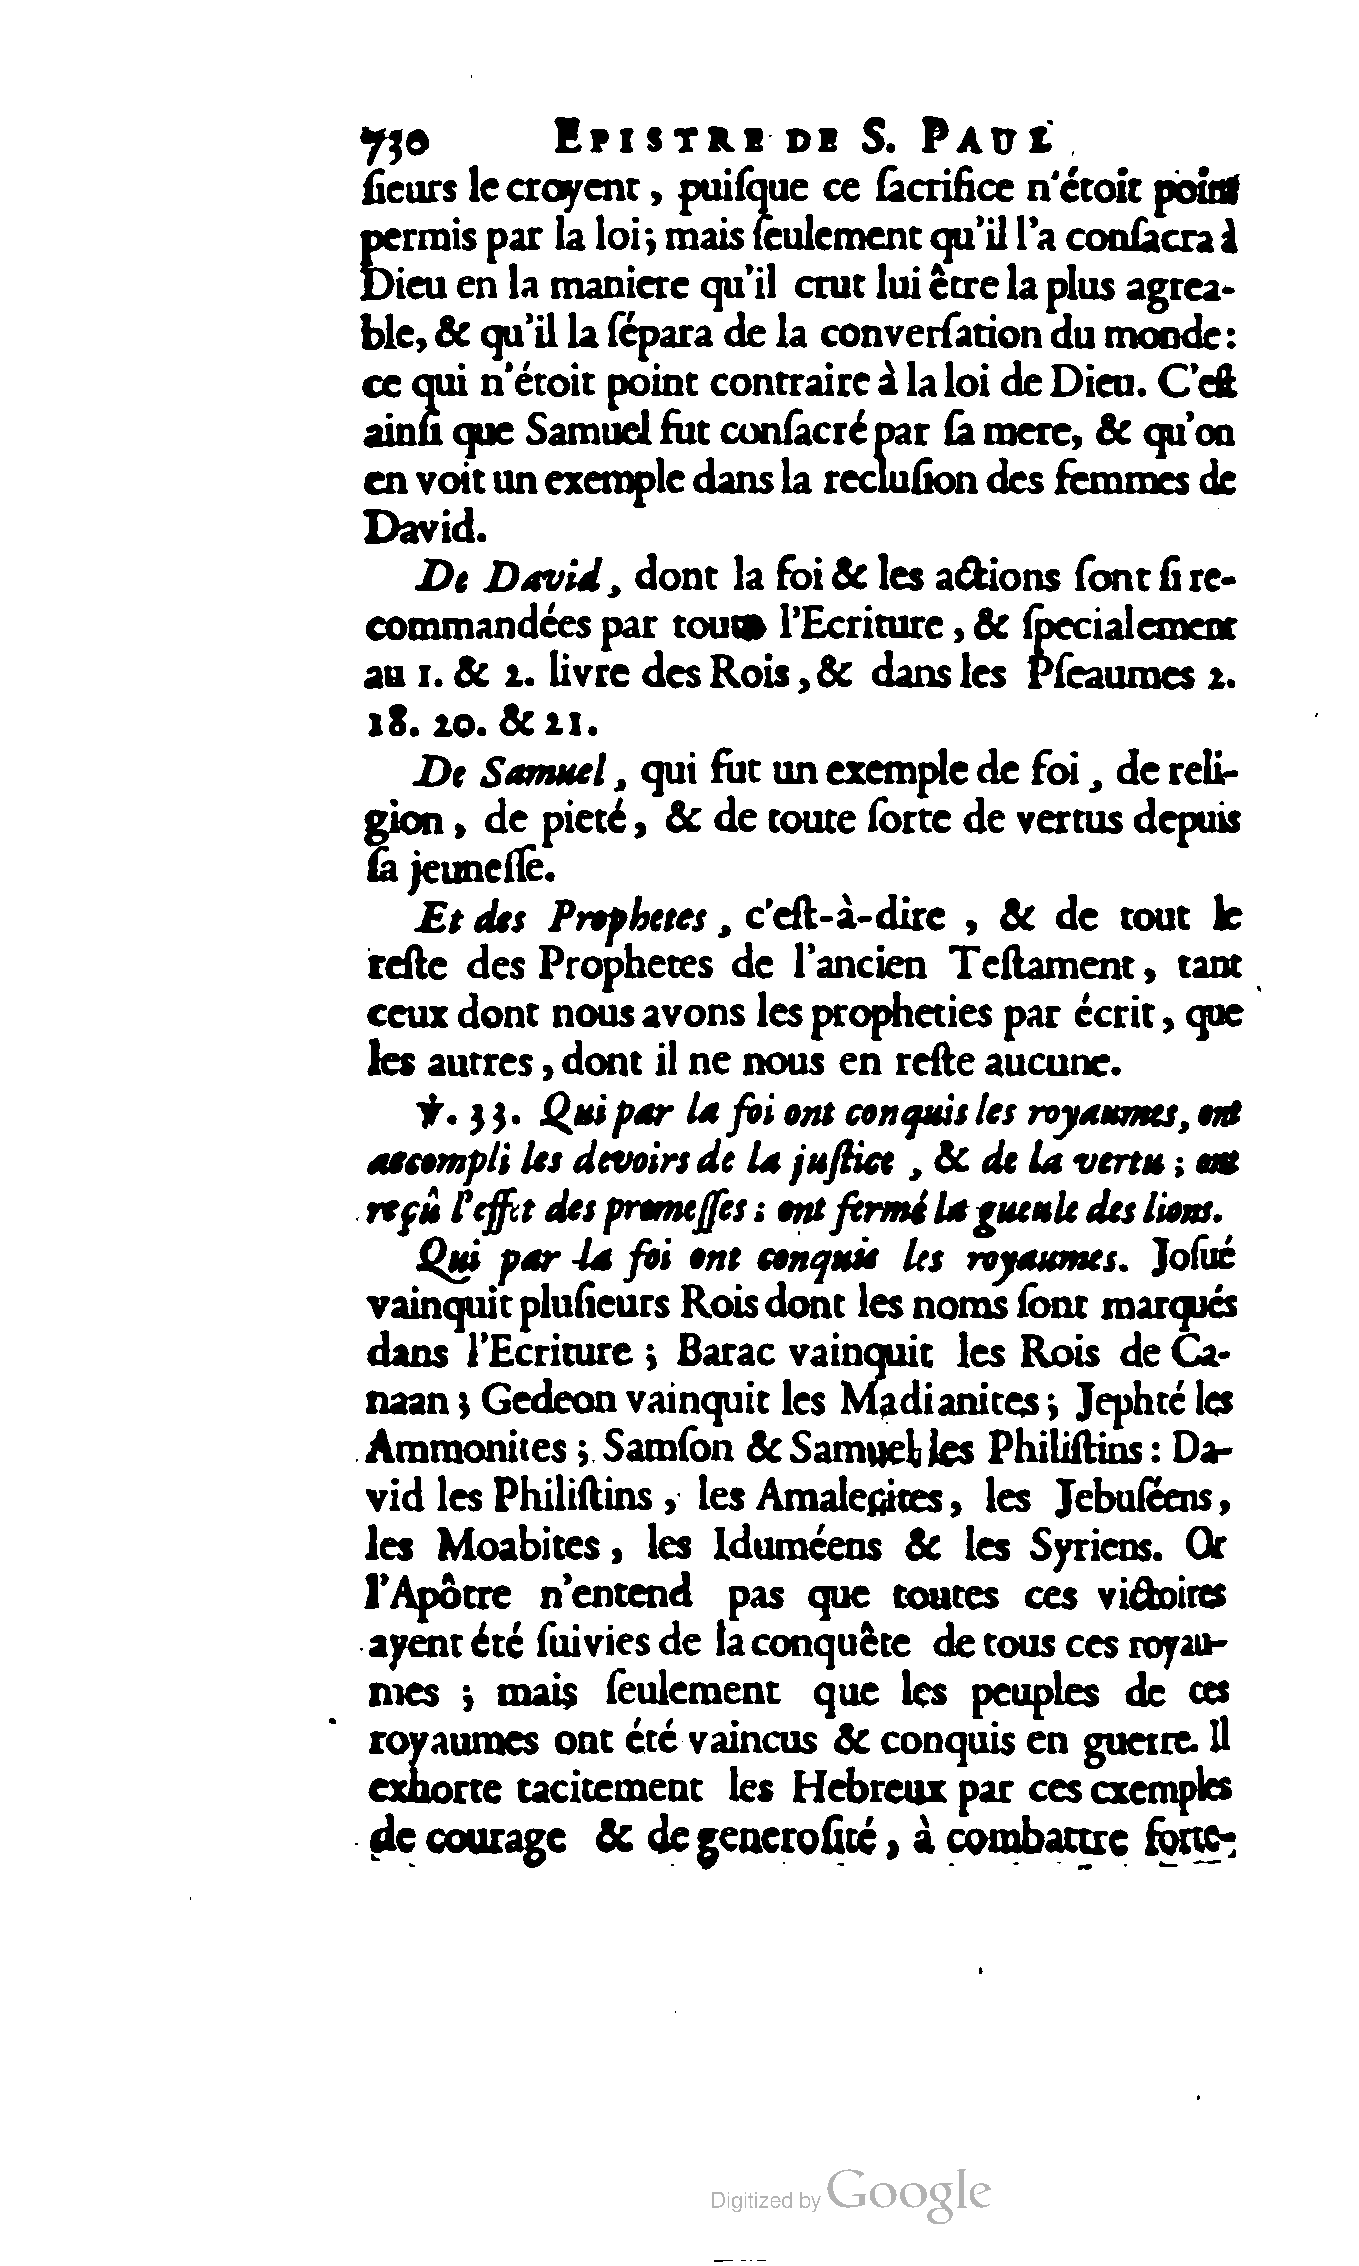 730 EPISTRE DE S. PAUL
ſieurs le croyent, puiſque ce ſacrifice n'étoit point
permis par la loi; mais ſeulement qu'il l'a conſacra à
Dieu en la maniere qu'il crut lui être la plus agrea-
ble, & qu'il la ſépara de la converſation du monde:
ce qui n'étoit point contraire à la loi de Dieu. C'eſt
ainſi que Samuel fut conſacré par ſa mere, & qu'on
en voit un exemple dans la recluſion des femmes de
David.
De David, dont la foi & les actions ſont ſi re-
commandées par toute l'Ecriture, & ſpecialement
au 1. & 2. livre des Rois, & dans les Pſeaumes 2.
18. 20. & 21.
De Samuel, qui fut un exemple de foi, de reli-
gion, de pieté, & de toute ſorte de vertus depuis
ſa jeuneſſe.
Et des Prophetes, c'eſt-à-dire, & de tout le
reſte des Prophetes de l'ancien Teſtament, tant
ceux dont nous avons les propheties par écrit, que
les autres, dont il ne nous en reſte aucune.
℣. 33. Qui par la foi ont conquis les royaumes, ont
accompli les devoirs de la juſtice, & de la vertu; ont
reçû l'effet des promeſſes; ont fermé la gueule des lions.
Qui par la foi ont conquis les royaumes. Joſué
vainquit pluſieurs Rois dont les noms ſont marqués
dans l'Ecriture; Barac vainquit les Rois de Ca-
naan; Gedeon vainquit les Madianites; Jephté les
Ammonites; Samſon & Samuel les Philiſtins: Da-
vid les Philiſtins, les Amalecites, les Jebuſéens,
les Moabites, les Iduméens & les Syriens. Or
l'Apôtre n'entend pas que toutes ces victoires
ayent été ſuivies de la conquête de tous ces royau-
mes; mais ſeulement que les peuples de ces
royaumes ont été vaincus & conquis en guerre. Il
exhorte tacitement les Hebreux par ces exemples
de courage & de generoſité, à combattre forte-
Digitized by Google